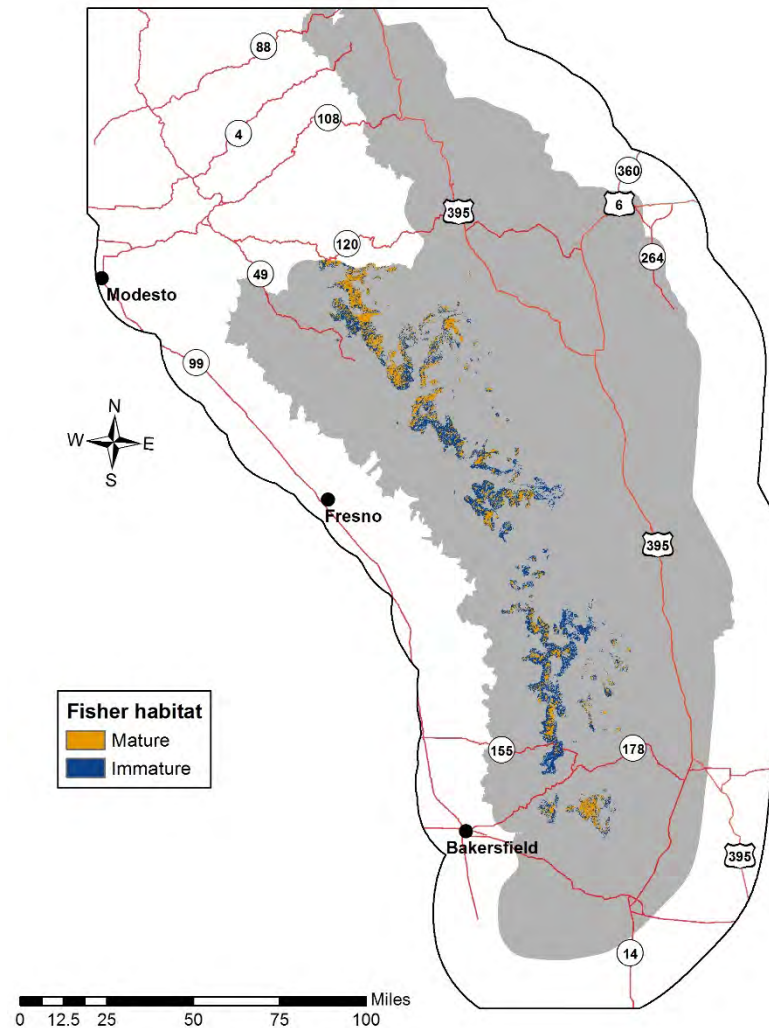 88
4
108
360
6
395
120
264
49
Modesto
99
N
W E
S
Fresno
395
Fisher habitat
Mature
Immature
155
178
Bakersfield
395
14
Miles
0 12.5 25 50 75 100